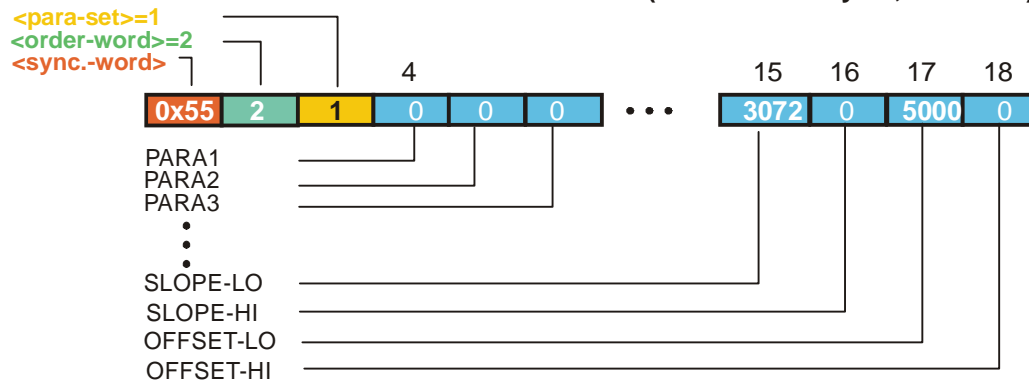 <para-set>=1
<order-word>=2
<sync.-word>
4 15 16 17 18
0x55 2 1 0 0 0 ••• 3072 0 5000 0
PARA1
PARA2
PARA3
SLOPE-LO
SLOPE-HI
OFFSET-LO
OFFSET-HI